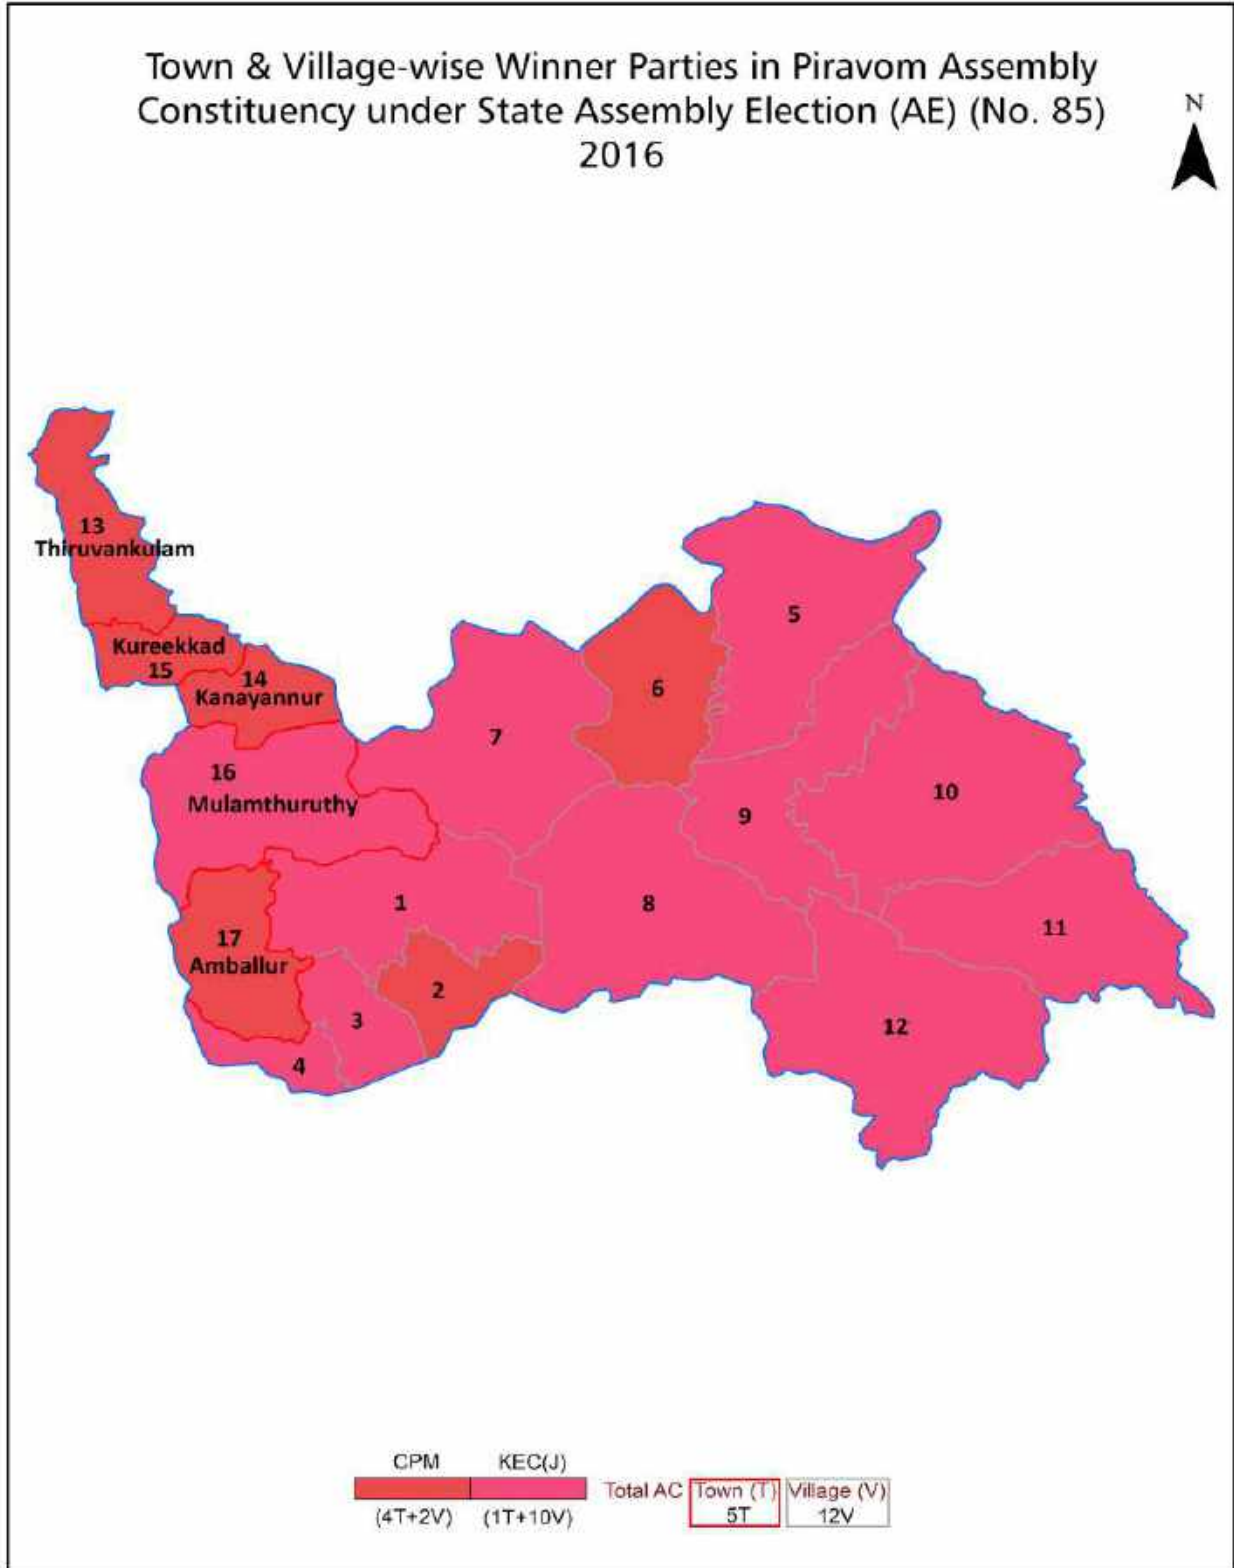 Town & Village-wise Winner Parties in Piravom Assembly
Constituency under State Assembly Election (AE) (No. 85)
2016
N
13
Thiruvankulam
Kureekkad
15
14
Kanayannur
16
Mulamthuruthy
17
Amballur
1
2
3
4
5
6
7
8
9
10
11
12
CPM KEC(J)
Total AC Town (T) Village (V)
(4T+2V) (1T+10V) 5T 12V